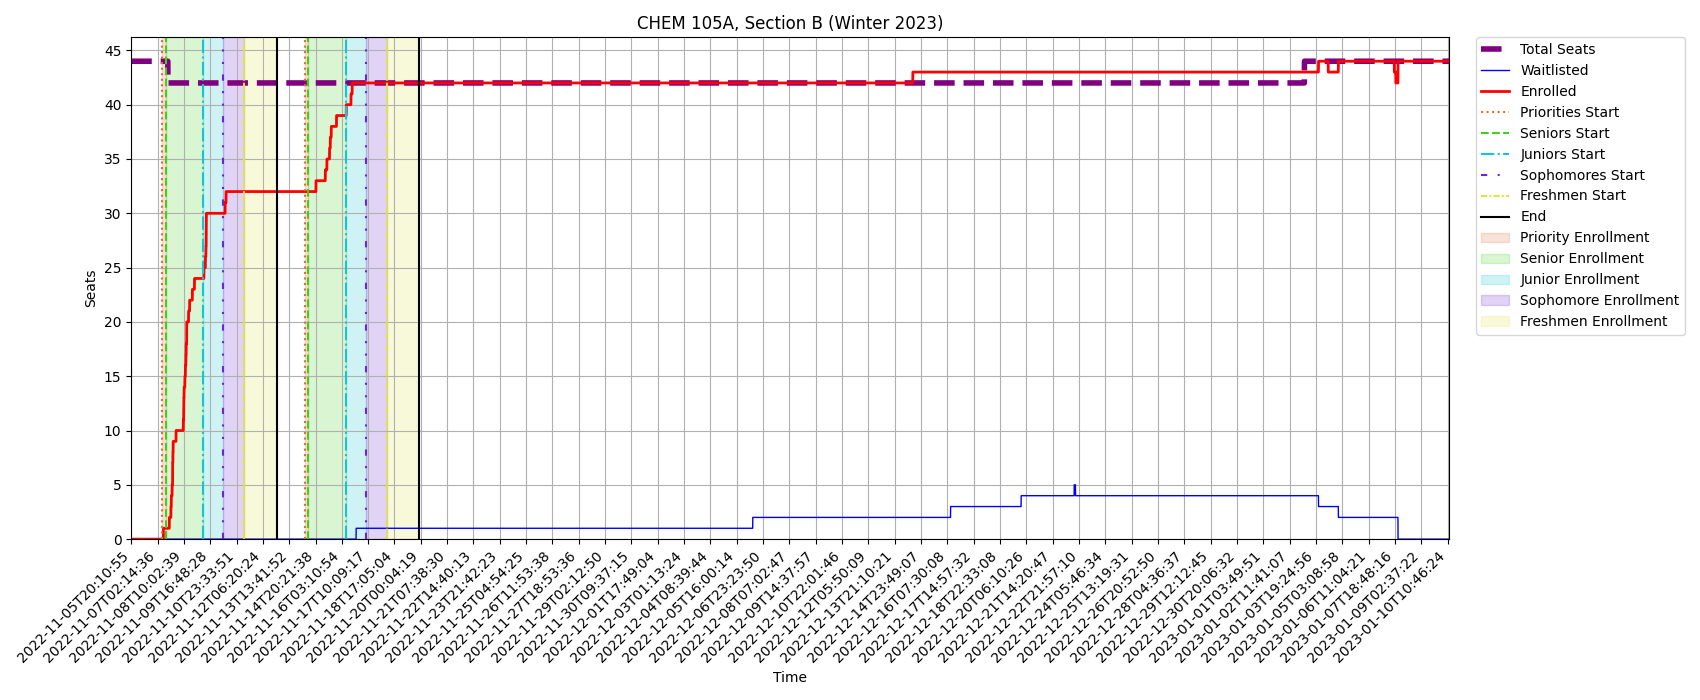 CHEM 105A, Section B (Winter 2023)
Seats
45
40
35
30
25
20
15
10
5
0
2022-11-05T20:10:55
2022-11-07T02:14:36
2022-11-08T10:02:39
2022-11-09T16:48:28
2022-11-10T23:33:51
2022-11-12T06:20:24
2022-11-13T13:41:52
2022-11-14T20:21:38
2022-11-16T03:10:54
2022-11-17T10:09:17
2022-11-18T17:05:04
2022-11-20T00:04:19
2022-11-21T07:38:30
2022-11-22T14:40:13
2022-11-23T21:42:23
2022-11-25T04:54:25
2022-11-26T11:53:38
2022-11-27T18:53:36
2022-11-29T02:12:50
2022-11-30T09:37:15
2022-12-01T17:49:04
2022-12-03T01:13:24
2022-12-04T08:39:44
2022-12-05T16:00:14
2022-12-06T23:23:50
2022-12-08T07:02:47
2022-12-09T14:37:57
2022-12-10T22:01:46
2022-12-12T05:50:09
2022-12-13T21:10:21
2022-12-14T23:49:07
2022-12-16T07:30:08
2022-12-17T14:57:32
2022-12-18T22:33:08
2022-12-20T06:10:26
2022-12-21T14:20:47
2022-12-22T21:57:10
2022-12-24T05:46:34
2022-12-25T13:19:31
2022-12-26T20:52:50
2022-12-28T04:36:37
2022-12-29T12:12:45
2022-12-30T20:06:32
2023-01-01T03:49:51
2023-01-02T11:41:07
2023-01-03T19:24:56
2023-01-05T03:08:58
2023-01-06T11:04:21
2023-01-07T18:48:16
2023-01-09T02:37:22
2023-01-10T10:46:24
Time
Total Seats
Waitlisted
Enrolled
Priorities Start
Seniors Start
Juniors Start
Sophomores Start
Freshmen Start
End
Priority Enrollment
Senior Enrollment
Junior Enrollment
Sophomore Enrollment
Freshmen Enrollment